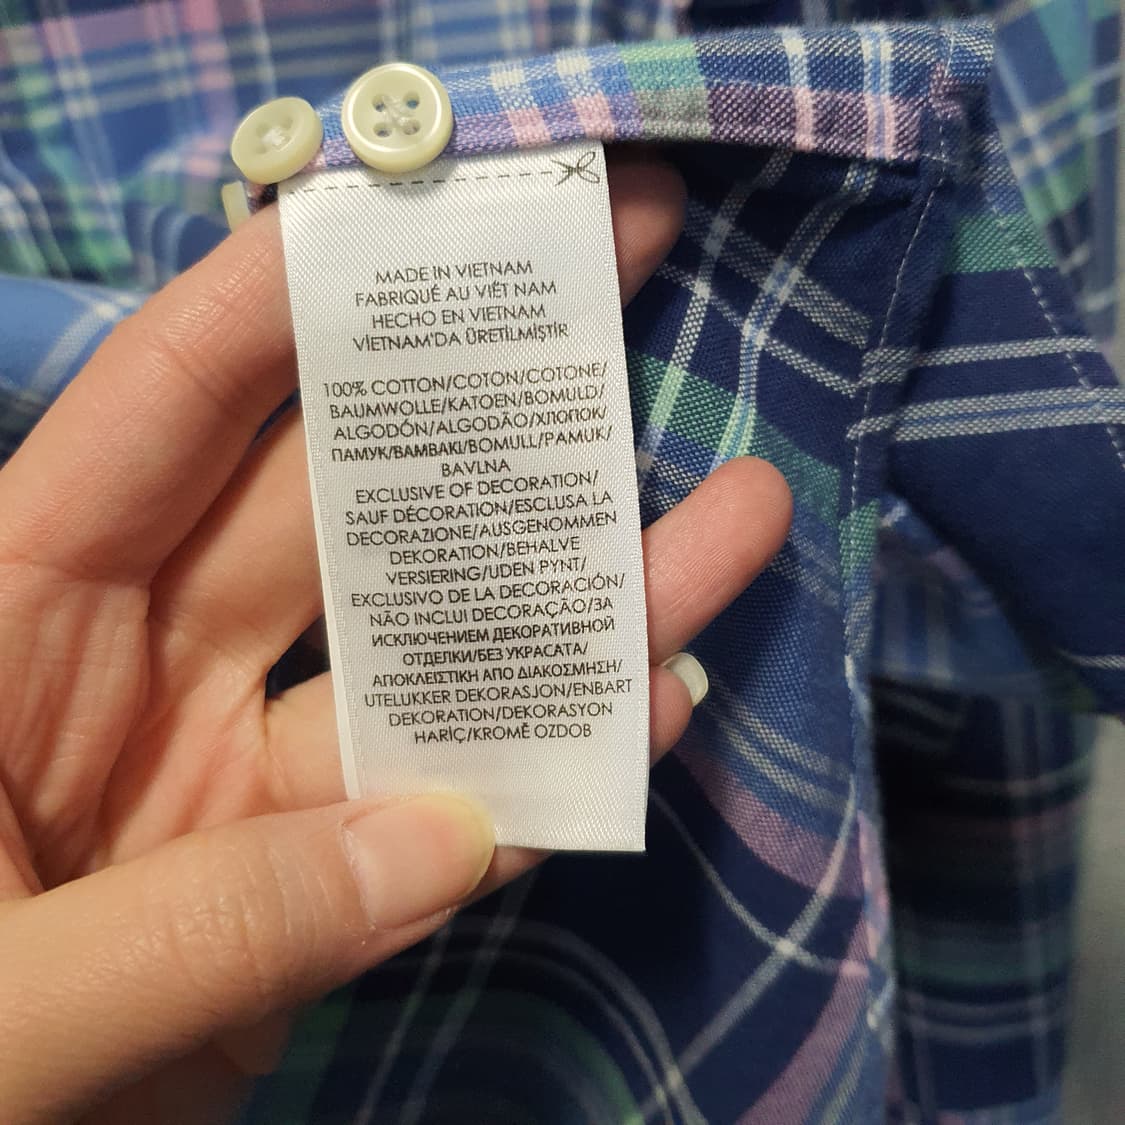 MADE IN VIETNAM
FABRIQUÉ AU VIÊT NAM
HECHO EN VIETNAM
VİETNAM'DA ÜRETİLMİŞTİR
100% COTTON/COTON/COTONE/
BAUMWOLLE/KATOEN/BOMULD/
ALGODÓN/ALGODÃO/ХЛОПОК/
ПАМУК/ΒΑΜΒΑΚΙ/BOMULL/PAMUK/
BAVLNA
EXCLUSIVE OF DECORATION/
SAUF DÉCORATION/ESCLUSA LA
DECORAZIONE/AUSGENOMMEN
DEKORATION/BEHALVE
VERSIERING/UDEN PYNT/
EXCLUSIVO DE LA DECORACIÓN/
NÃO INCLUI DECORAÇÃO/ЗА
ИСКЛЮЧЕНИЕМ ДЕКОРАТИВНОЙ
ОТДЕЛКИ/БЕЗ УКРАСАТА/
ΑΠΟΚΛΕΙΣΤΙΚΗ ΑΠΟ ΔΙΑΚΟΣΜΗΣΗ/
UTELUKKER DEKORASJON/ENBART
DEKORATION/DEKORASYON
HARİÇ/KROMĚ OZDOB